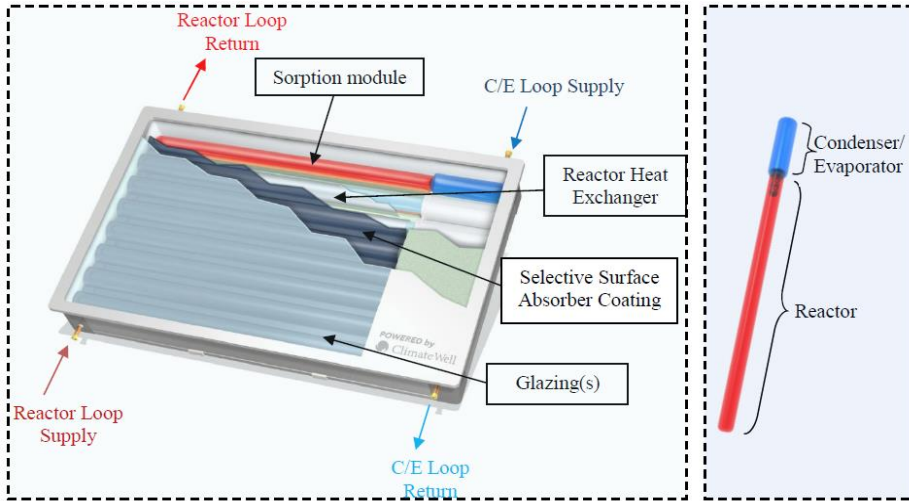 Reactor Loop
Return
Sorption module
C/E Loop Supply
Reactor Heat
Exchanger
Selective Surface
Absorber Coating
POWERED by
ClimateWell
Glazing(s)
Reactor Loop
Supply
C/E Loop
Return
Condenser/
Evaporator
Reactor